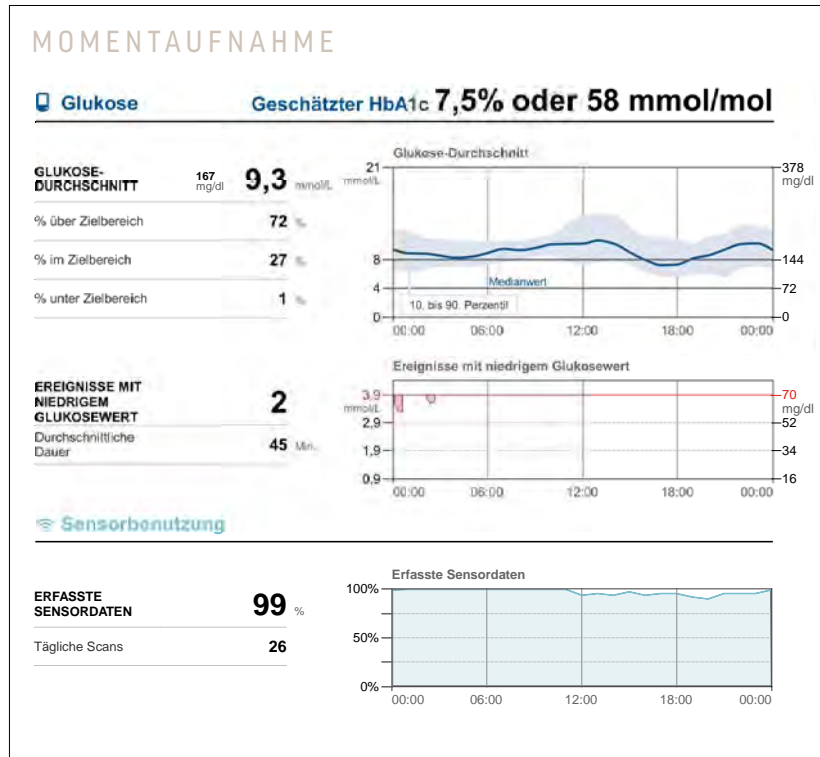 MOMENTAUFNAHME
Glukose
Geschätzter HbA1c 7,5% oder 58 mmol/mol
GLUKOSE-
DURCHSCHNITT
167
mg/dl
9,3 mmol/L
% über Zielbereich 72 %
% im Zielbereich 27 %
% unter Zielbereich 1 %
Glukose-Durchschnitt
21
mmol/L
8
4
0
378
mg/dl
144
72
0
Medianwert
10. bis 90. Perzentil
00:00 06:00 12:00 18:00 00:00
EREIGNISSE MIT
NIEDRIGEM
GLUKOSEWERT
2
Durchschnittliche
Dauer
45 Min.
Ereignisse mit niedrigem Glukosewert
3,9
mmol/L
2,9
1,9
0,9
70
mg/dl
52
34
16
00:00 06:00 12:00 18:00 00:00
Sensorbenutzung
ERFASSTE
SENSORDATEN
99 %
Tägliche Scans 26
Erfasste Sensordaten
100%
50%
0%
00:00 06:00 12:00 18:00 00:00